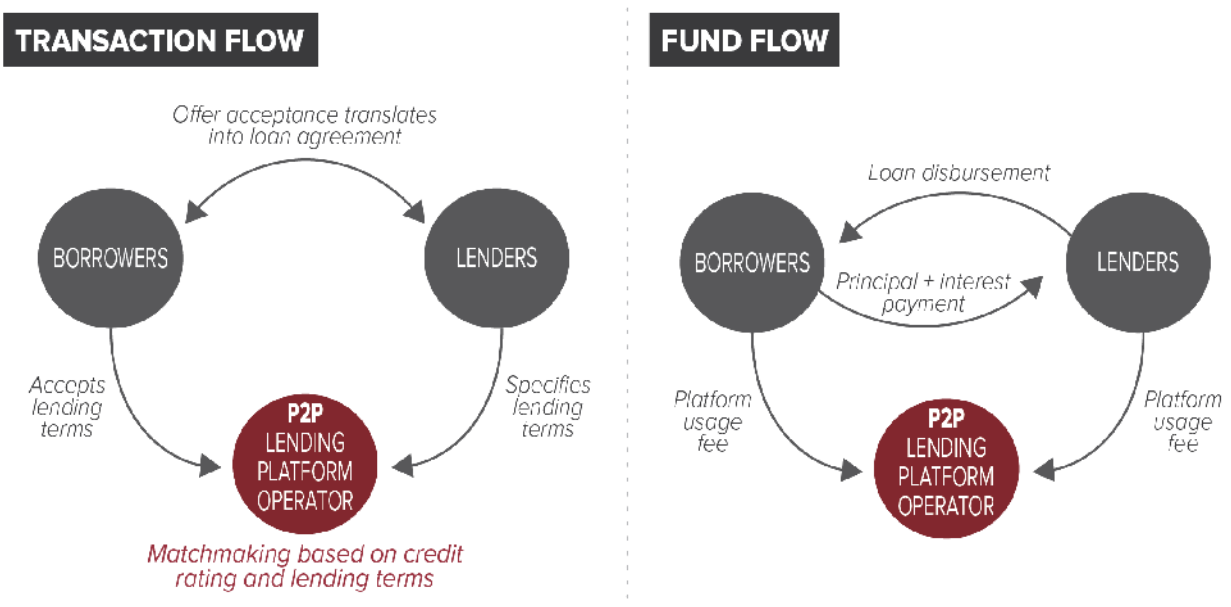 TRANSACTION FLOW
Offer acceptance translates
into loan agreement
BORROWERS
LENDERS
Accepts
lending
terms
Specifies
lending
terms
P2P
LENDING
PLATFORM
OPERATOR
Matchmaking based on credit
rating and lending terms
FUND FLOW
Loan disbursement
BORROWERS
LENDERS
Principal + interest
payment
Platform
usage
fee
Platform
usage
fee
P2P
LENDING
PLATFORM
OPERATOR